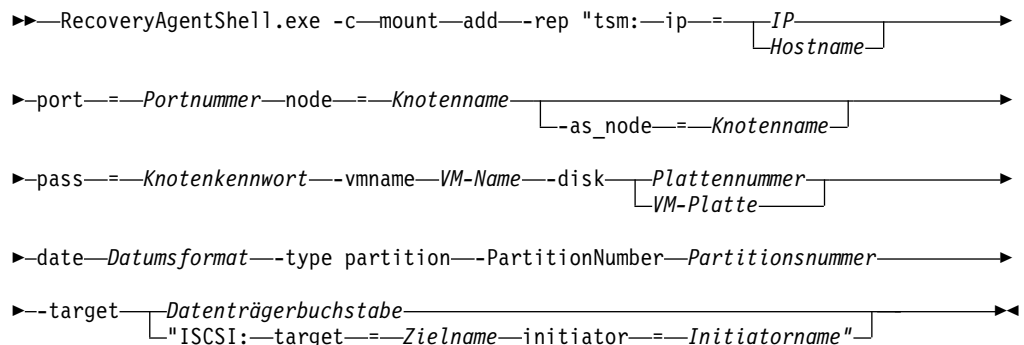 ▶▶—RecoveryAgentShell.exe -c—mount—add—-rep "tsm:—ip—=—IP—▶
Hostname
▶—port—=—Portnummer—node—=—Knotenname—▶
-as_node—=—Knotenname
▶—pass—=—Knotenkennwort—-vmname—VM-Name—-disk—Plattennummer—▶
VM-Platte
▶—date—Datumsformat—-type partition—-PartitionNumber—Partitionsnummer—▶
▶—-target—Datenträgerbuchstabe—▶◀
"ISCSI:—target—=—Zielname—initiator—=—Initiatorname"